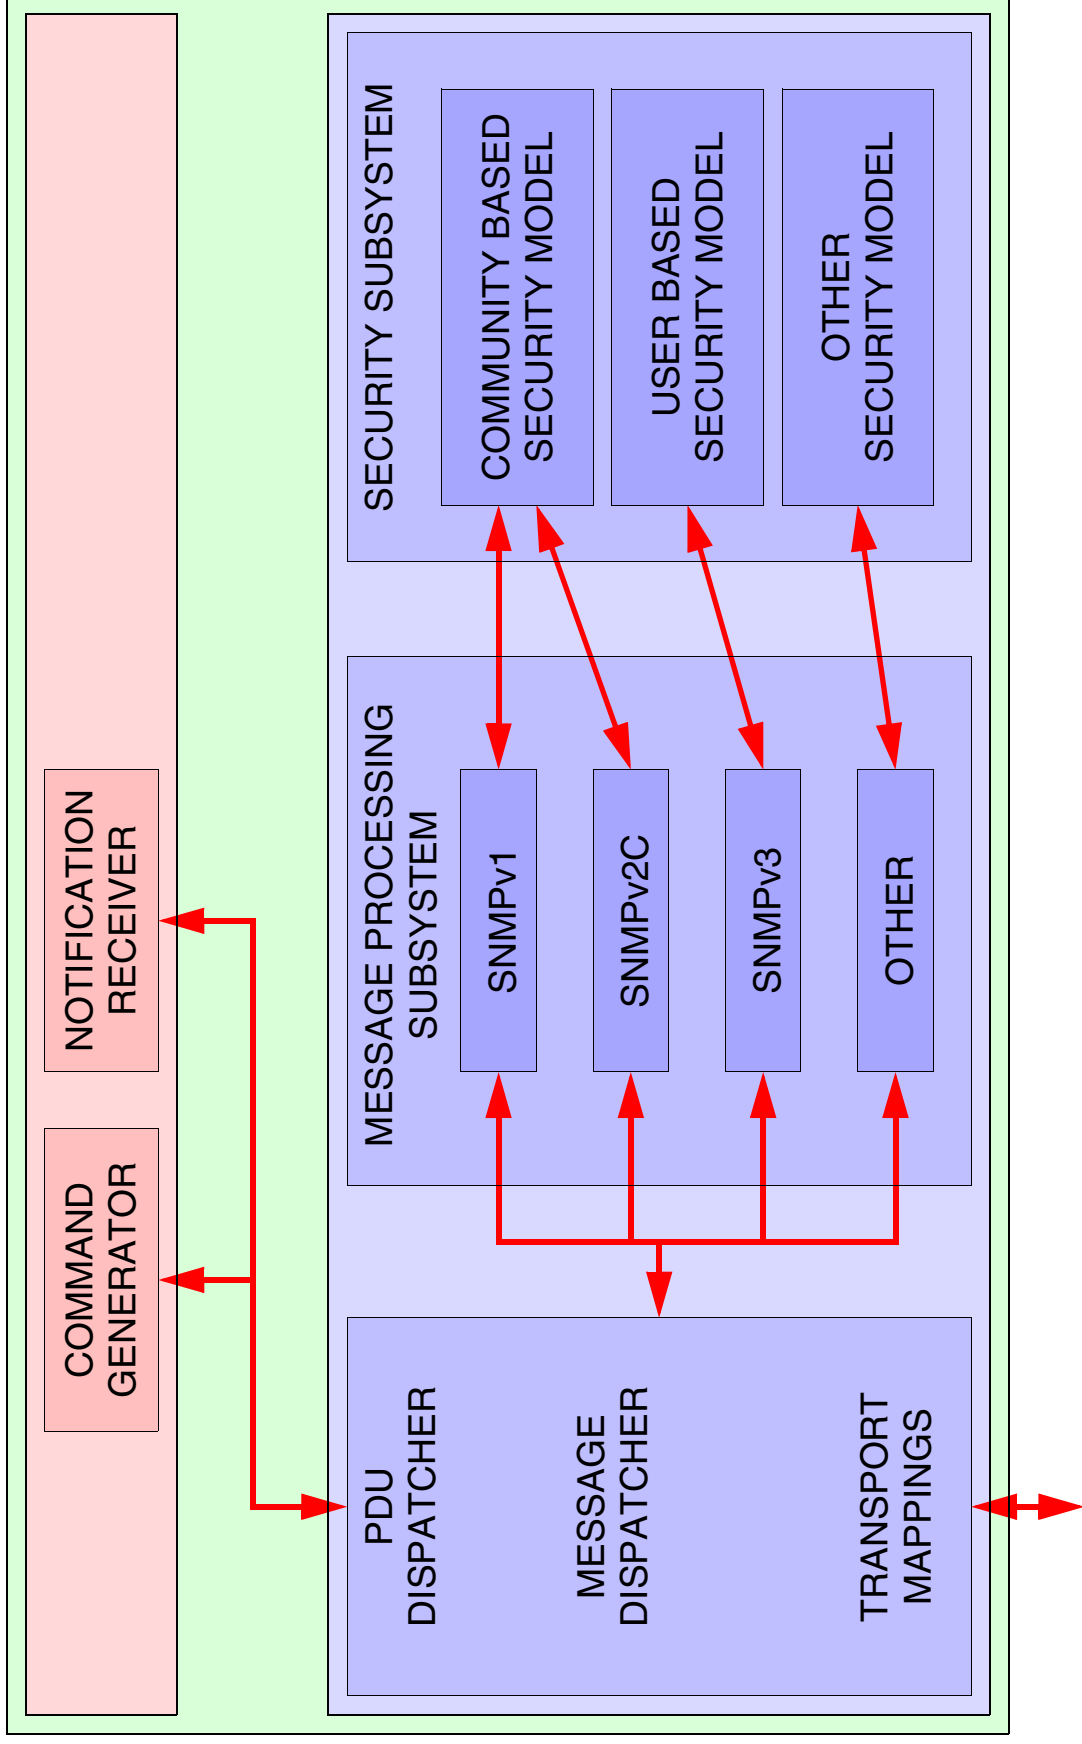 COMMAND
GENERATOR
NOTIFICATION
RECEIVER
PDU
DISPATCHER
MESSAGE
DISPATCHER
TRANSPORT
MAPPINGS
MESSAGE PROCESSING
SUBSYSTEM
SNMPv1
SNMPv2C
SNMPv3
OTHER
SECURITY SUBSYSTEM
COMMUNITY BASED
SECURITY MODEL
USER BASED
SECURITY MODEL
OTHER
SECURITY MODEL